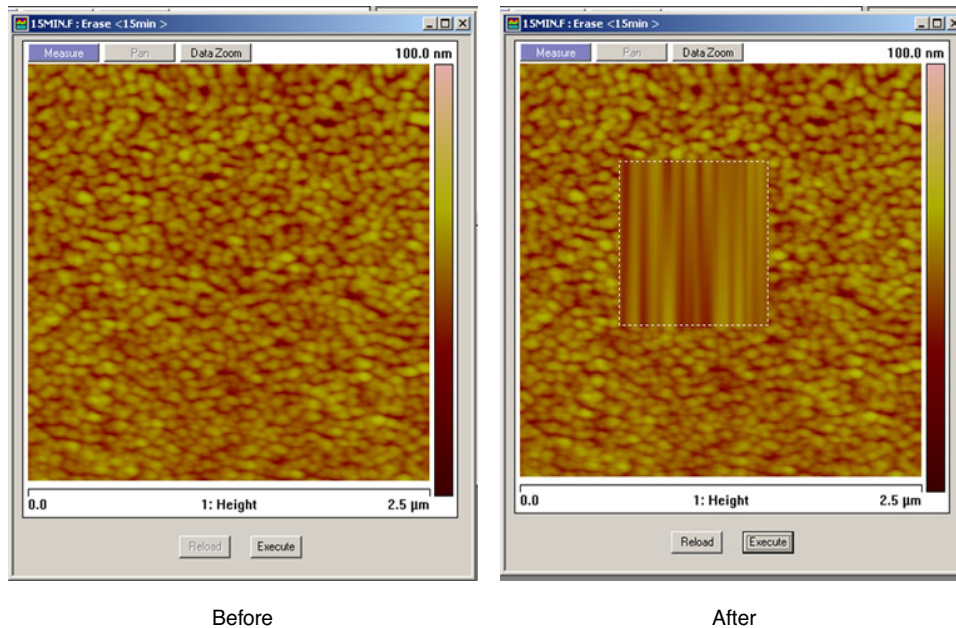 15MIN.F : Erase <15min >
Measure Pan Data Zoom 100.0 nm
0.0 1: Height 2.5 µm
Reload Execute
Before
15MIN.F : Erase <15min >
Measure Pan Data Zoom 100.0 nm
0.0 1: Height 2.5 µm
Reload Execute
After